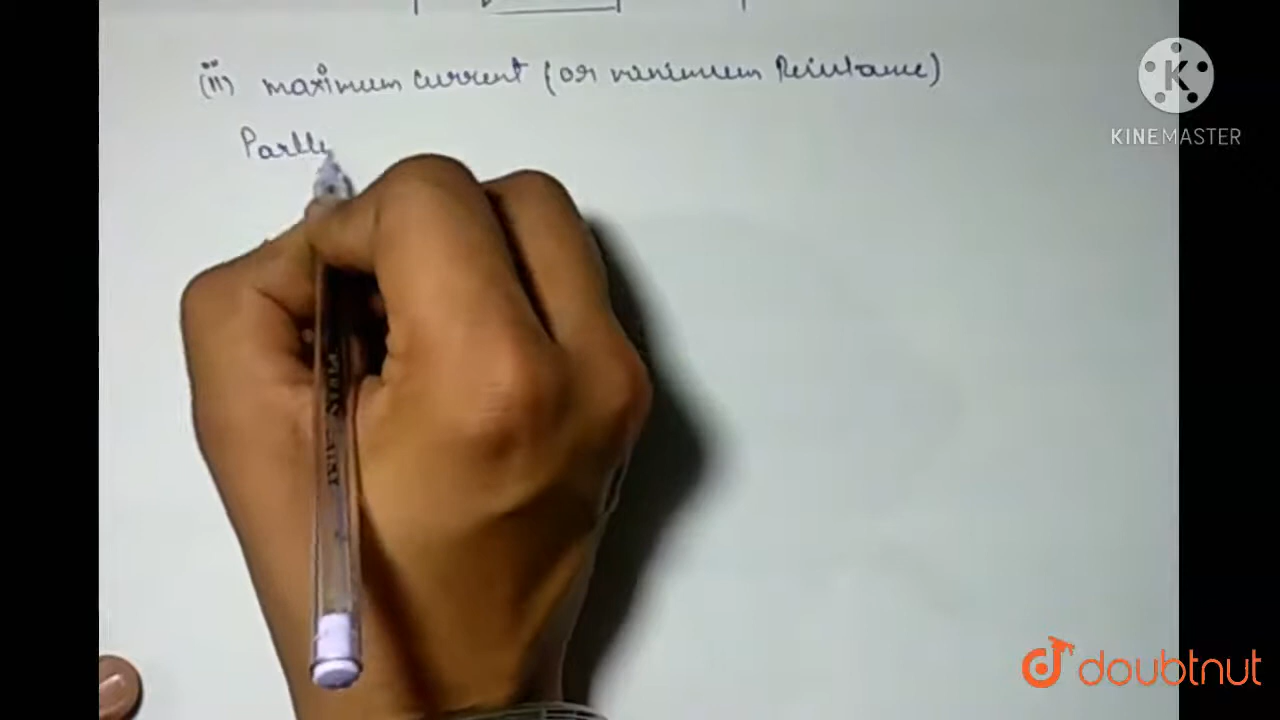 (ii) maximum current (or minimum Resistance)
Parlle
KINEMASTER
doubtnut